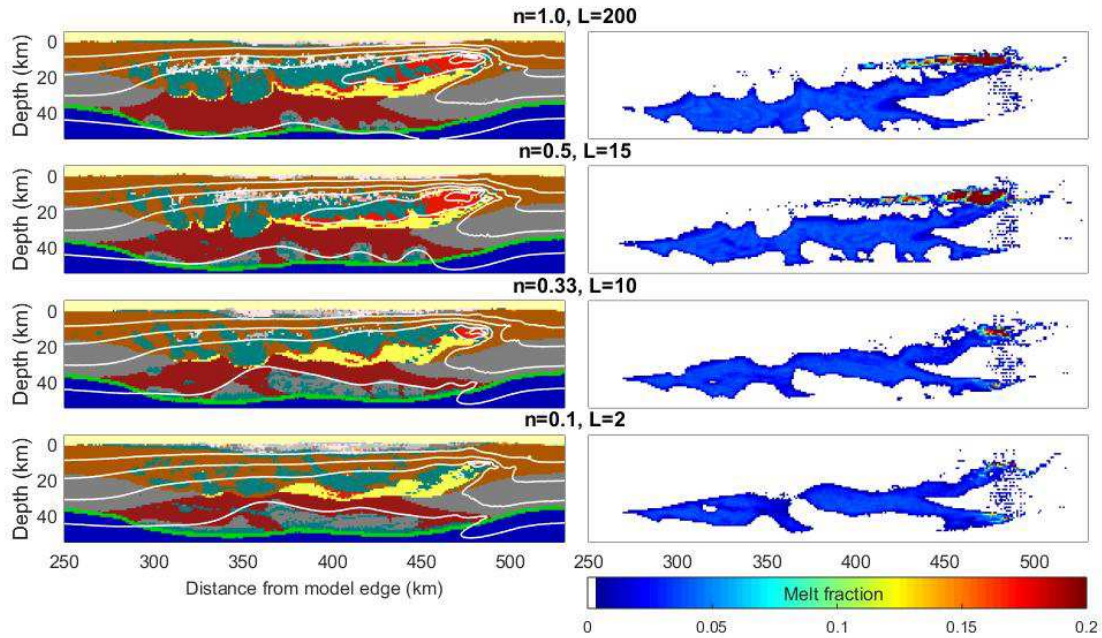 n=1.0, L=200
Depth (km)
0
20
40
n=0.5, L=15
Depth (km)
0
20
40
n=0.33, L=10
Depth (km)
0
20
40
n=0.1, L=2
Depth (km)
0
20
40
250 300 350 400 450 500
250 300 350 400 450 500
Distance from model edge (km)
Melt fraction
0 0.05 0.1 0.15 0.2